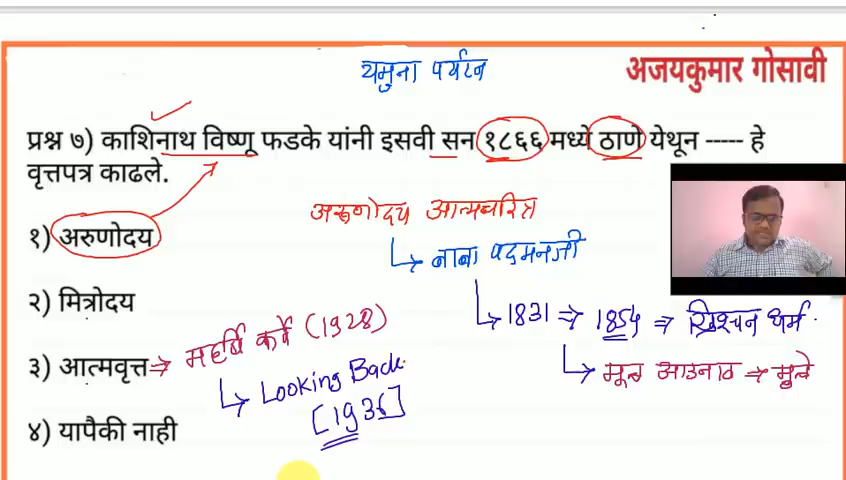 यमुना पर्यटन
अजयकुमार गोसावी
प्रश्न ७) काशिनाथ विष्णू फडके यांनी इसवी सन १८६६ मध्ये ठाणे येथून ----- हे
वृत्तपत्र काढले.
१) अरुणोदय
अरूणोदय आत्मचरित्र
बाबा पदमनजी
1831 ⇒ 1854 ⇒ ख्रिश्चन धर्म.
२) मित्रोदय
३) आत्मवृत्त ⇒ महर्षि कर्वे (1928)
Looking Back
[1936]
मूळ आडनाव ⇒ मुळे
४) यापैकी नाही